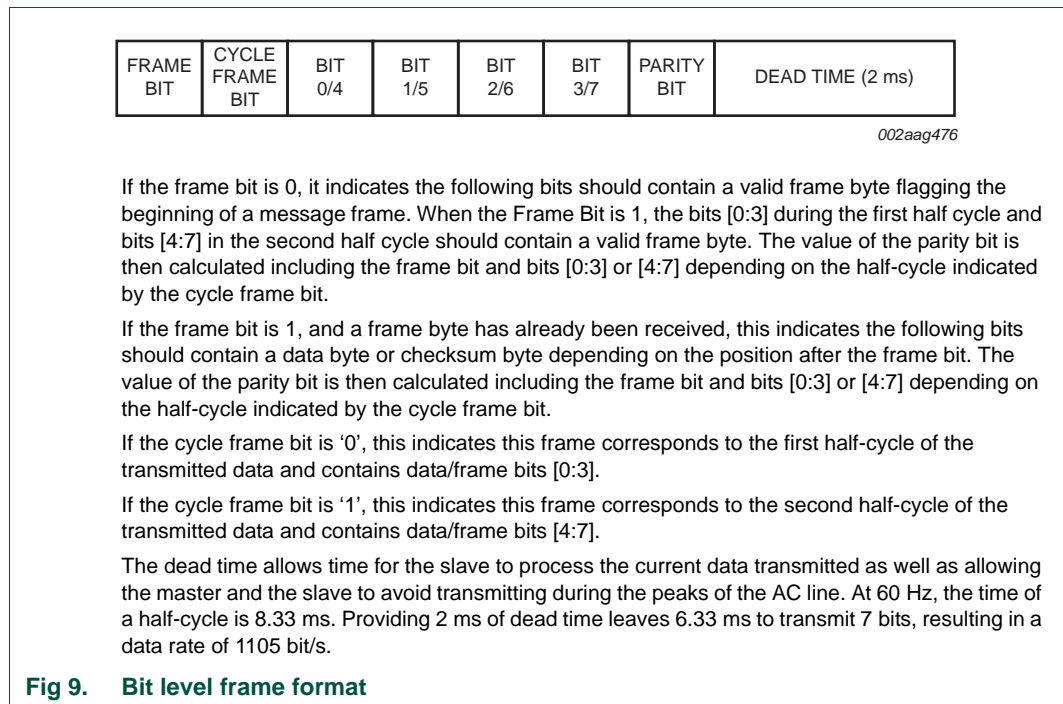 FRAME BIT
CYCLE FRAME BIT
BIT 0/4
BIT 1/5
BIT 2/6
BIT 3/7
PARITY BIT
DEAD TIME (2 ms)
002aag476
If the frame bit is 0, it indicates the following bits should contain a valid frame byte flagging the
beginning of a message frame. When the Frame Bit is 1, the bits [0:3] during the first half cycle and
bits [4:7] in the second half cycle should contain a valid frame byte. The value of the parity bit is
then calculated including the frame bit and bits [0:3] or [4:7] depending on the half-cycle indicated
by the cycle frame bit.
If the frame bit is 1, and a frame byte has already been received, this indicates the following bits
should contain a data byte or checksum byte depending on the position after the frame bit. The
value of the parity bit is then calculated including the frame bit and bits [0:3] or [4:7] depending on
the half-cycle indicated by the cycle frame bit.
If the cycle frame bit is ‘0’, this indicates this frame corresponds to the first half-cycle of the
transmitted data and contains data/frame bits [0:3].
If the cycle frame bit is ‘1’, this indicates this frame corresponds to the second half-cycle of the
transmitted data and contains data/frame bits [4:7].
The dead time allows time for the slave to process the current data transmitted as well as allowing
the master and the slave to avoid transmitting during the peaks of the AC line. At 60 Hz, the time of
a half-cycle is 8.33 ms. Providing 2 ms of dead time leaves 6.33 ms to transmit 7 bits, resulting in a
data rate of 1105 bit/s.
Fig 9. Bit level frame format